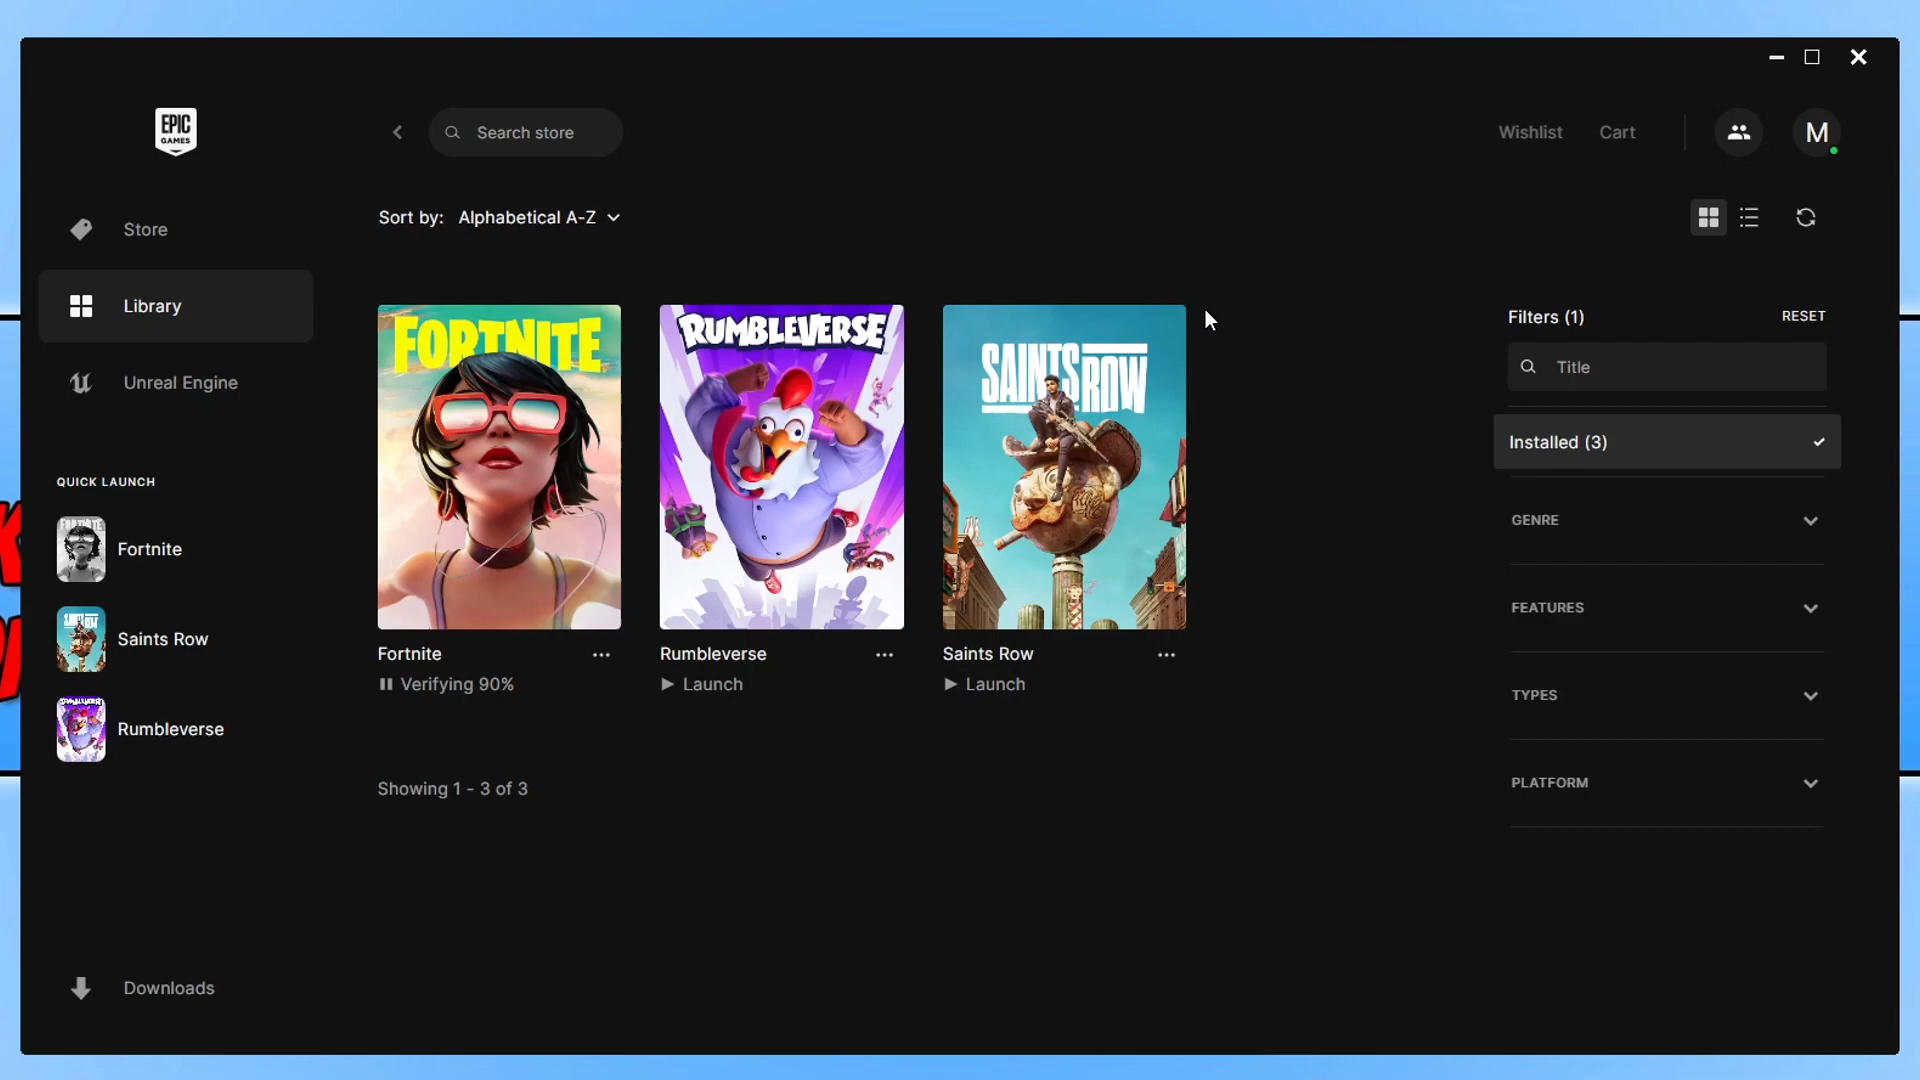 EPIC
GAMES
Search store
Wishlist
Cart
M
Store
Library
Unreal Engine
QUICK LAUNCH
Fortnite
Saints Row
Rumbleverse
Downloads
Sort by: Alphabetical A-Z
FORTNITE
RUMBLEVERSE
SAINTS ROW
Fortnite
Verifying 90%
Rumbleverse
Launch
Saints Row
Launch
Showing 1 - 3 of 3
Filters (1)
RESET
Title
Installed (3)
GENRE
FEATURES
TYPES
PLATFORM